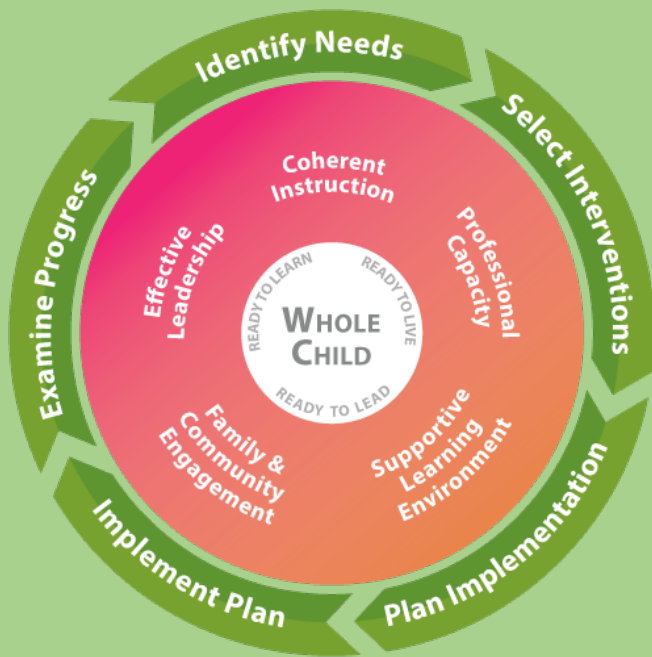 Identify Needs
Select Interventions
Plan Implementation
Implement Plan
Examine Progress
Coherent
Instruction
Professional
Capacity
Supportive
Learning
Environment
Family &
Community
Engagement
Effective
Leadership
READY TO LEARN
READY TO LIVE
READY TO LEAD
WHOLE
CHILD